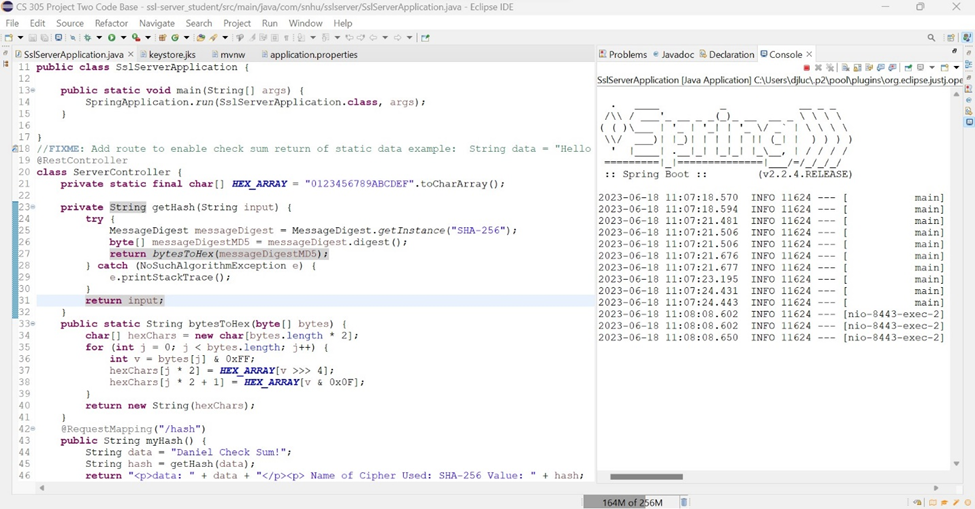 CS 305 Project Two Code Base - ssl-server_student/src/main/java/com/snhu/sslserver/SslServerApplication.java - Eclipse IDE
File Edit Source Refactor Navigate Search Project Run Window Help
SslServerApplication.java keystore.jks mvnw application.properties
11 public class SslServerApplication {
12
13 public static void main(String[] args) {
14 SpringApplication.run(SslServerApplication.class, args);
15 }
16
17 }
18 //FIXME: Add route to enable check sum return of static data example: String data = "Hello
19 @RestController
20 class ServerController {
21 private static final char[] HEX_ARRAY = "0123456789ABCDEF".toCharArray();
22
23 private String getHash(String input) {
24 try {
25 MessageDigest messageDigest = MessageDigest.getInstance("SHA-256");
26 byte[] messageDigestMD5 = messageDigest.digest();
27 return bytesToHex(messageDigestMD5);
28 } catch (NoSuchAlgorithmException e) {
29 e.printStackTrace();
30 }
31 return input;
32 }
33 public static String bytesToHex(byte[] bytes) {
34 char[] hexChars = new char[bytes.length * 2];
35 for (int j = 0; j < bytes.length; j++) {
36 int v = bytes[j] & 0xFF;
37 hexChars[j * 2] = HEX_ARRAY[v >>> 4];
38 hexChars[j * 2 + 1] = HEX_ARRAY[v & 0x0F];
39 }
40 return new String(hexChars);
41 }
42 @RequestMapping("/hash")
43 public String myHash() {
44 String data = "Daniel Check Sum!";
45 String hash = getHash(data);
46 return "<p>data: " + data + "</p><p> Name of Cipher Used: SHA-256 Value: " + hash;
Problems Javadoc Declaration Console
SslServerApplication [Java Application] C:\Users\djluc\.p2\pool\plugins\org.eclipse.justj.ope
Spring
:: Spring Boot :: (v2.2.4.RELEASE)
2023-06-18 11:07:18.570 INFO 11624 --- [ main]
2023-06-18 11:07:18.594 INFO 11624 --- [ main]
2023-06-18 11:07:21.481 INFO 11624 --- [ main]
2023-06-18 11:07:21.506 INFO 11624 --- [ main]
2023-06-18 11:07:21.506 INFO 11624 --- [ main]
2023-06-18 11:07:21.676 INFO 11624 --- [ main]
2023-06-18 11:07:21.677 INFO 11624 --- [ main]
2023-06-18 11:07:23.195 INFO 11624 --- [ main]
2023-06-18 11:07:24.431 INFO 11624 --- [ main]
2023-06-18 11:07:24.443 INFO 11624 --- [ main]
2023-06-18 11:08:08.602 INFO 11624 --- [nio-8443-exec-2]
2023-06-18 11:08:08.602 INFO 11624 --- [nio-8443-exec-2]
2023-06-18 11:08:08.650 INFO 11624 --- [nio-8443-exec-2]
164M of 256M